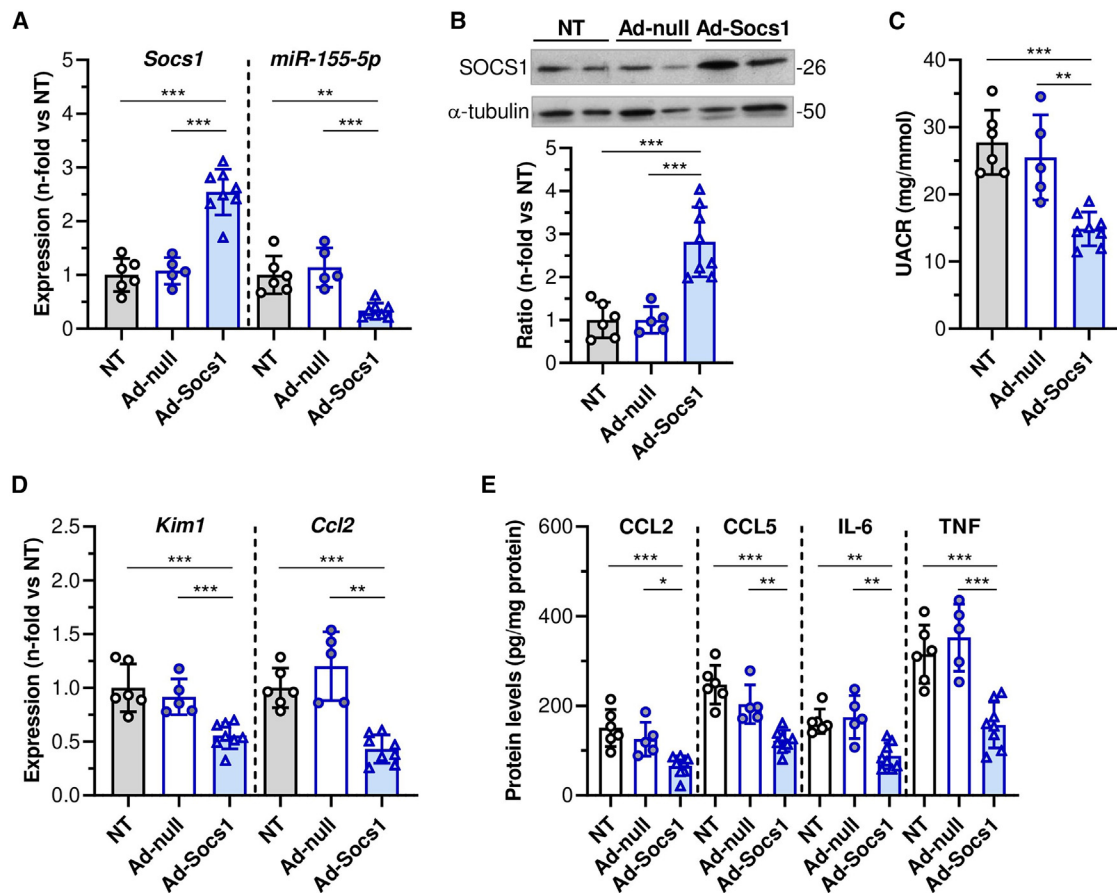 A
Socs1
miR-155-5p
Expression (n-fold vs NT)
5
4
3
2
1
0
***
***
**
***
NT
Ad-null
Ad-Socs1
NT
Ad-null
Ad-Socs1
B
NT
Ad-null
Ad-Socs1
SOCS1
-26
α-tubulin
-50
Ratio (n-fold vs NT)
5
4
3
2
1
0
***
***
NT
Ad-null
Ad-Socs1
C
UACR (mg/mmol)
40
30
20
10
0
***
**
NT
Ad-null
Ad-Socs1
D
Kim1
Ccl2
Expression (n-fold vs NT)
2.5
2.0
1.5
1.0
0.5
0.0
***
***
***
**
NT
Ad-null
Ad-Socs1
NT
Ad-null
Ad-Socs1
E
CCL2
CCL5
IL-6
TNF
Protein levels (pg/mg protein)
600
400
200
0
***
*
***
**
**
**
***
***
NT
Ad-null
Ad-Socs1
NT
Ad-null
Ad-Socs1
NT
Ad-null
Ad-Socs1
NT
Ad-null
Ad-Socs1